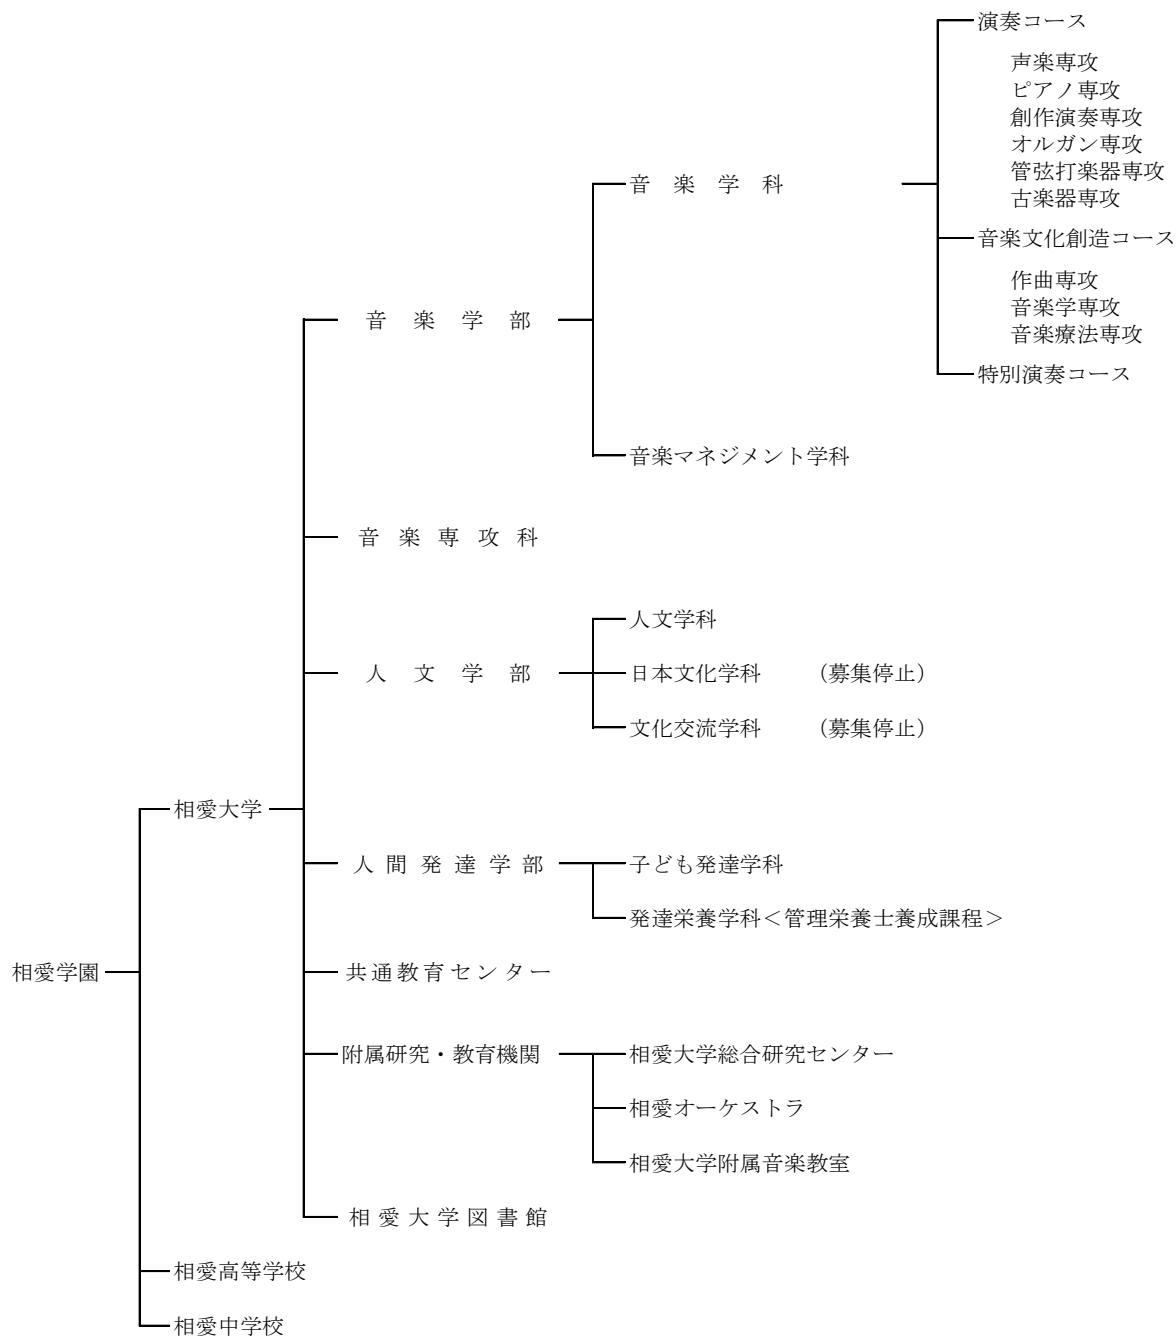 演奏コース
声楽専攻
ピアノ専攻
創作演奏専攻
オルガン専攻
管弦打楽器専攻
音楽学科
古楽器専攻
音楽文化創造コース
作曲専攻
音楽学専攻
音楽学部
音楽療法専攻
特別演奏コース
音楽マネジメント学科
音楽専攻科
人文学科
人文学部
日本文化学科 (募集停止)
文化交流学科 (募集停止)
相愛大学
人間発達学部
子ども発達学科
発達栄養学科<管理栄養士養成課程>
相愛学園
共通教育センター
附属研究・教育機関
相愛大学総合研究センター
相愛オーケストラ
相愛大学附属音楽教室
相愛大学図書館
相愛高等学校
相愛中学校